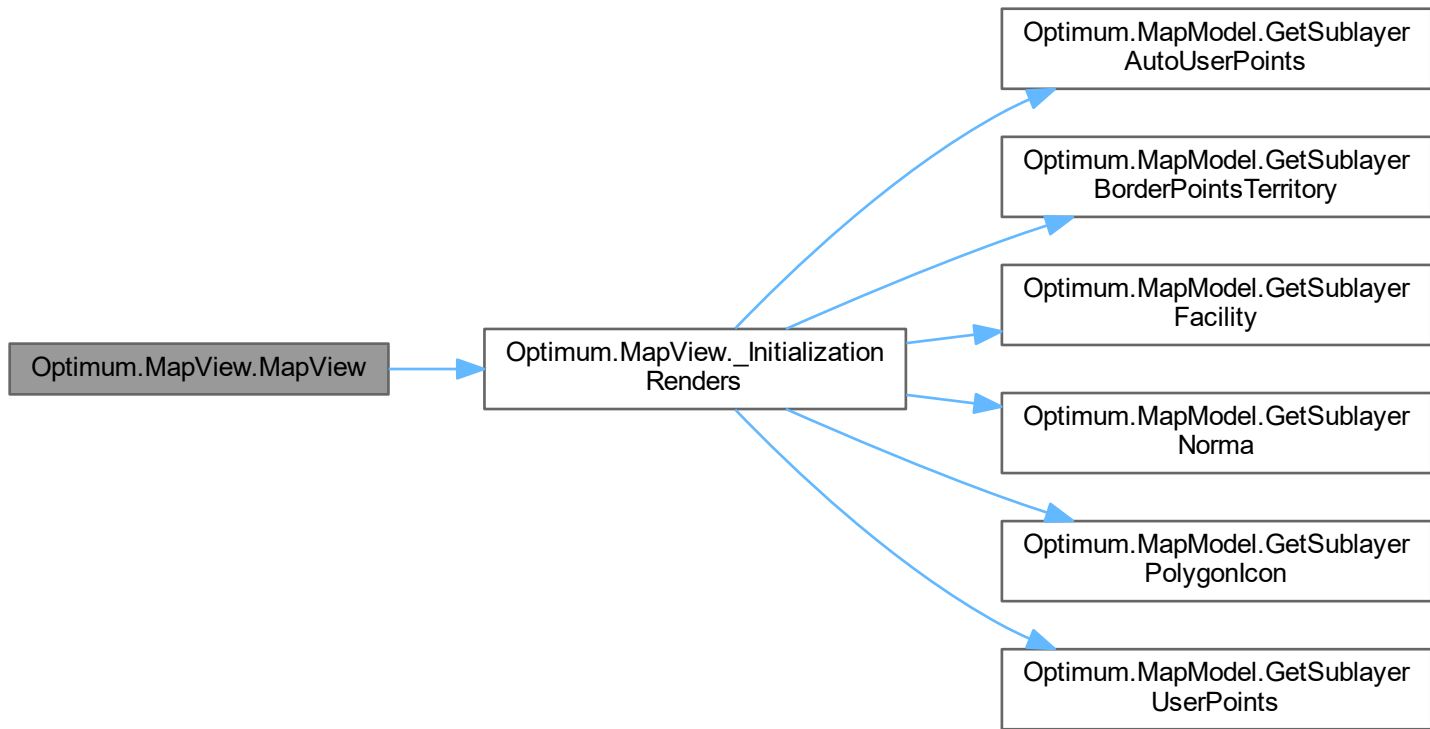 Optimum.MapView.MapView
Optimum.MapView._Initialization
Renders
Optimum.MapModel.GetSublayer
AutoUserPoints
Optimum.MapModel.GetSublayer
BorderPointsTerritory
Optimum.MapModel.GetSublayer
Facility
Optimum.MapModel.GetSublayer
Norma
Optimum.MapModel.GetSublayer
PolygonIcon
Optimum.MapModel.GetSublayer
UserPoints